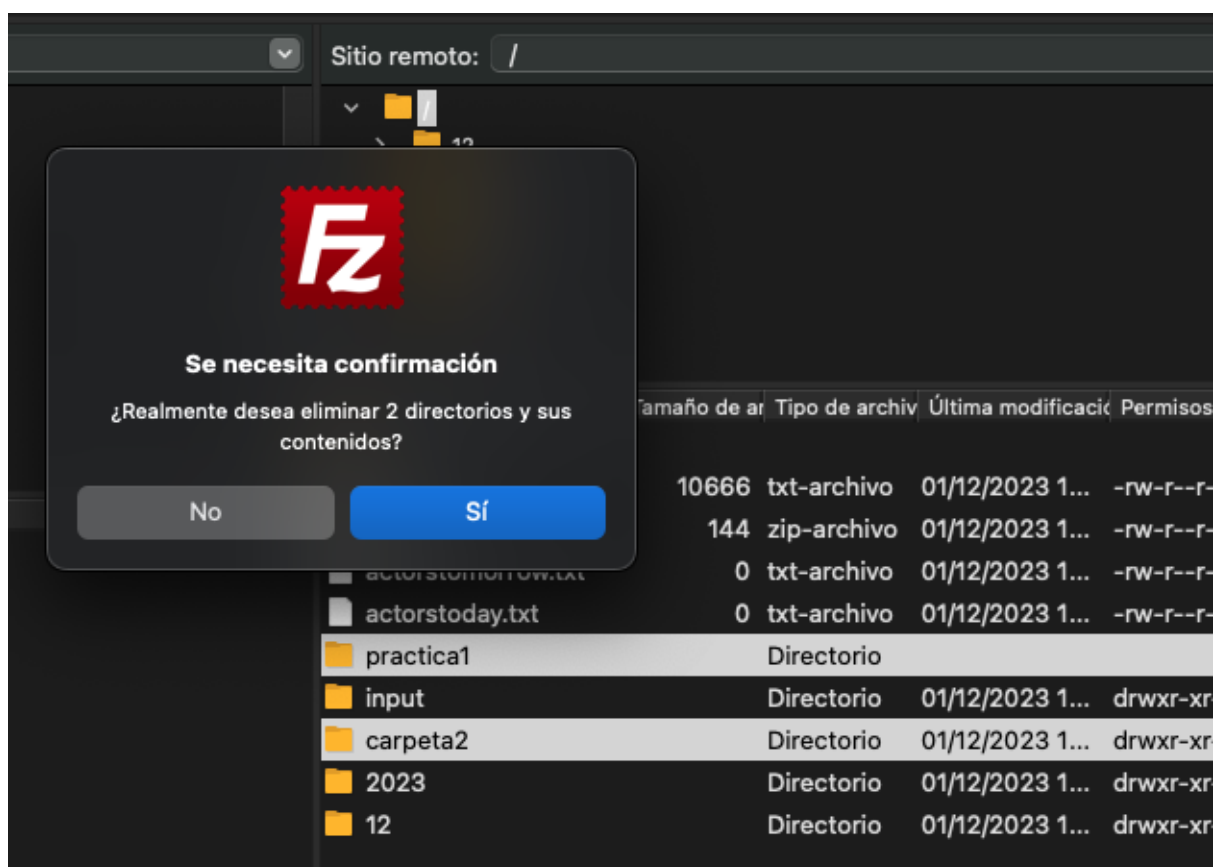 Sitio remoto: /
/
12
Fz
Se necesita confirmación
¿Realmente desea eliminar 2 directorios y sus
contenidos?
No
Sí
Tamaño de ar Tipo de archiv Última modificació Permisos
10666 txt-archivo 01/12/2023 1... -rw-r--r-
144 zip-archivo 01/12/2023 1... -rw-r--r-
actorstomorrow.txt 0 txt-archivo 01/12/2023 1... -rw-r--r-
actorstoday.txt 0 txt-archivo 01/12/2023 1... -rw-r--r-
practica1 Directorio
input Directorio 01/12/2023 1... drwxr-xr-
carpeta2 Directorio 01/12/2023 1... drwxr-xr-
2023 Directorio 01/12/2023 1... drwxr-xr-
12 Directorio 01/12/2023 1... drwxr-xr-